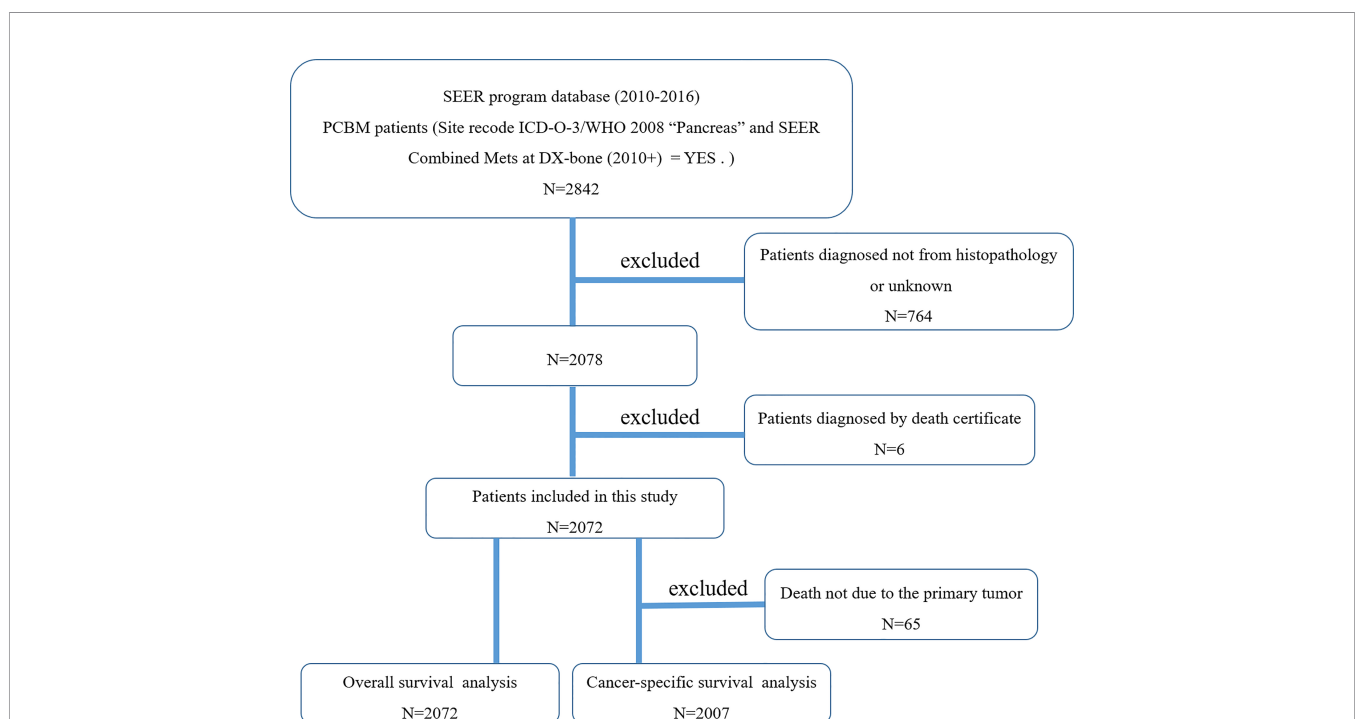 SEER program database (2010-2016)
PCBM patients (Site recode ICD-O-3/WHO 2008 “Pancreas” and SEER
Combined Mets at DX-bone (2010+) = YES . )
N=2842
excluded
Patients diagnosed not from histopathology
or unknown
N=764
N=2078
excluded
Patients diagnosed by death certificate
N=6
Patients included in this study
N=2072
excluded
Death not due to the primary tumor
N=65
Overall survival analysis
N=2072
Cancer-specific survival analysis
N=2007